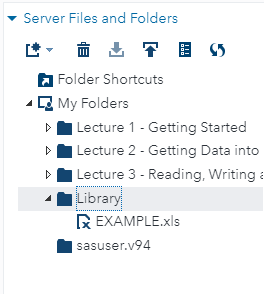 Server Files and Folders
Folder Shortcuts
My Folders
Lecture 1 - Getting Started
Lecture 2 - Getting Data into
Lecture 3 - Reading, Writing a
Library
EXAMPLE.xls
sasuser.v94